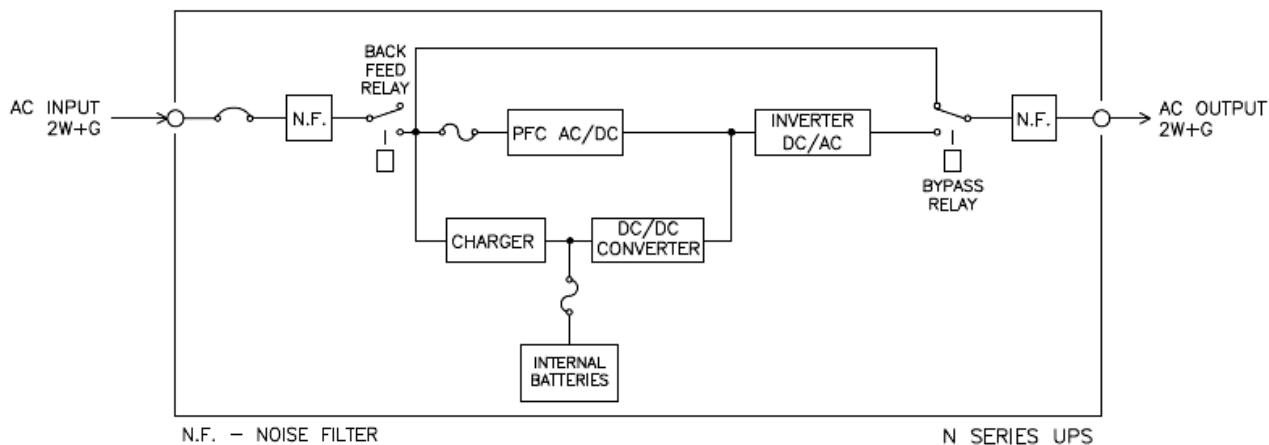 BACK
FEED
RELAY
AC INPUT
2W+G
N.F.
PFC AC/DC
INVERTER
DC/AC
N.F.
AC OUTPUT
2W+G
BYPASS
RELAY
CHARGER
DC/DC
CONVERTER
INTERNAL
BATTERIES
N.F. - NOISE FILTER
N SERIES UPS